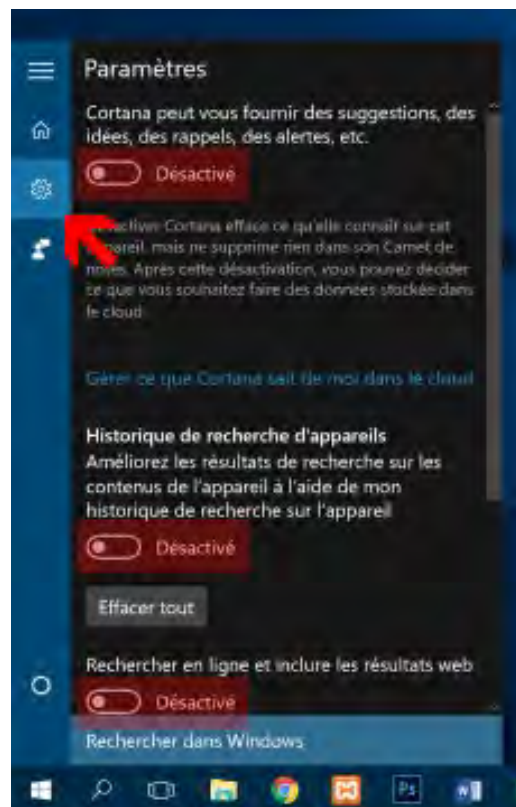 Paramètres
Cortana peut vous fournir des suggestions, des
idées, des rappels, des alertes, etc.
Désactivé
Désactiver Cortana efface ce qu'elle connaît sur cet
appareil, mais ne supprime rien dans son Carnet de
notes. Après cette désactivation, vous pouvez décider
ce que vous souhaitez faire des données stockée dans
le cloud
Gérer ce que Cortana sait de moi dans le cloud
Historique de recherche d'appareils
Améliorez les résultats de recherche sur les
contenus de l'appareil à l'aide de mon
historique de recherche sur l'appareil
Désactivé
Effacer tout
Rechercher en ligne et inclure les résultats web
Désactivé
Rechercher dans Windows
Ps